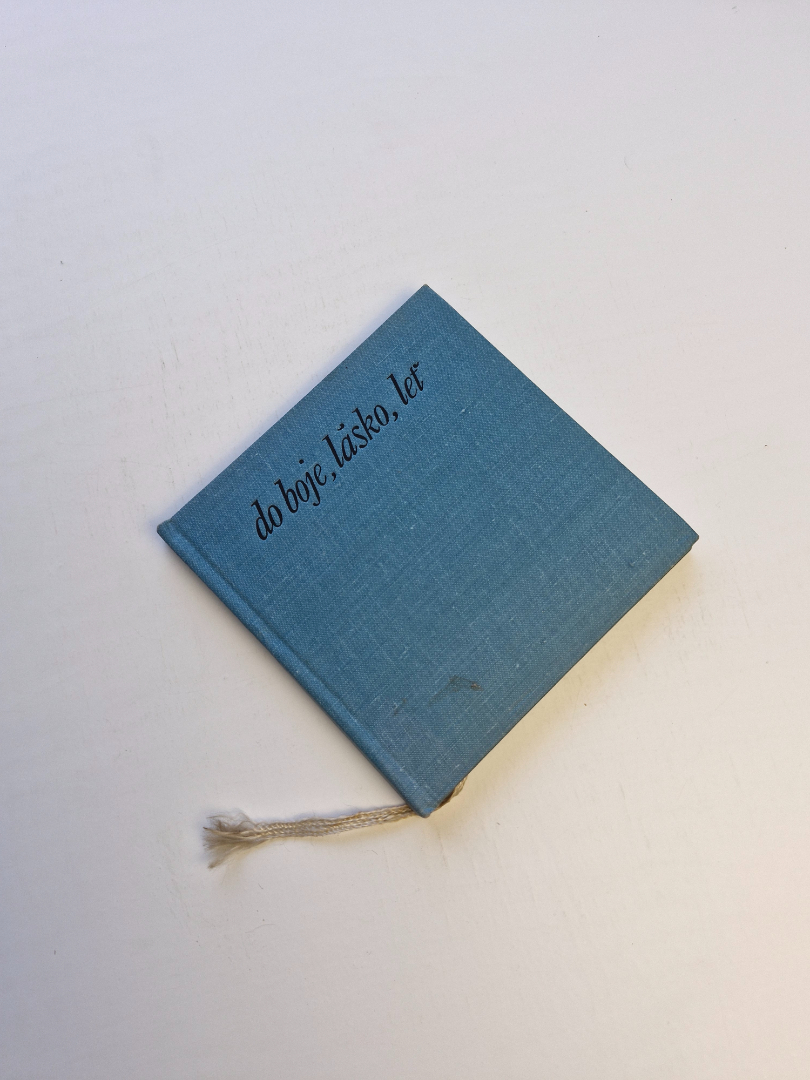 do boje, lásko, leť